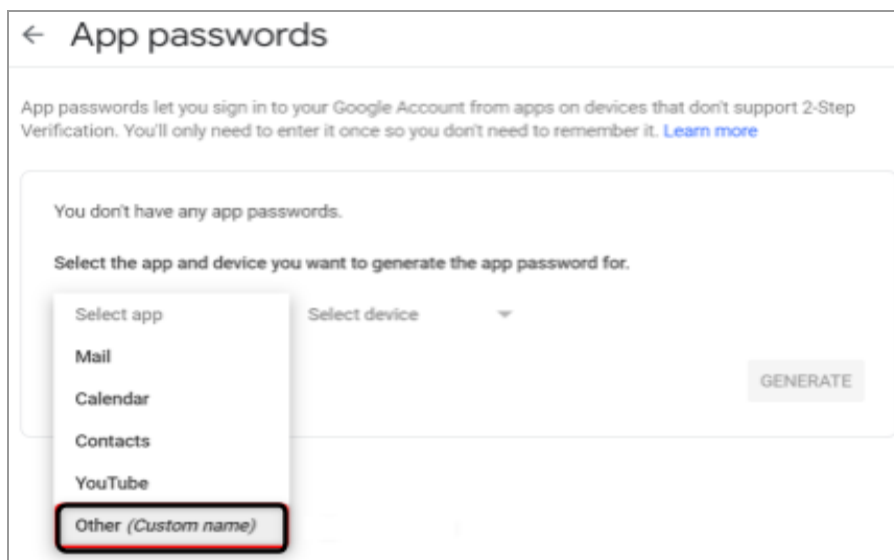 ← App passwords
App passwords let you sign in to your Google Account from apps on devices that don't support 2-Step
Verification. You'll only need to enter it once so you don't need to remember it. Learn more
You don't have any app passwords.
Select the app and device you want to generate the app password for.
Select app Select device
Mail
GENERATE
Calendar
Contacts
YouTube
Other (Custom name)